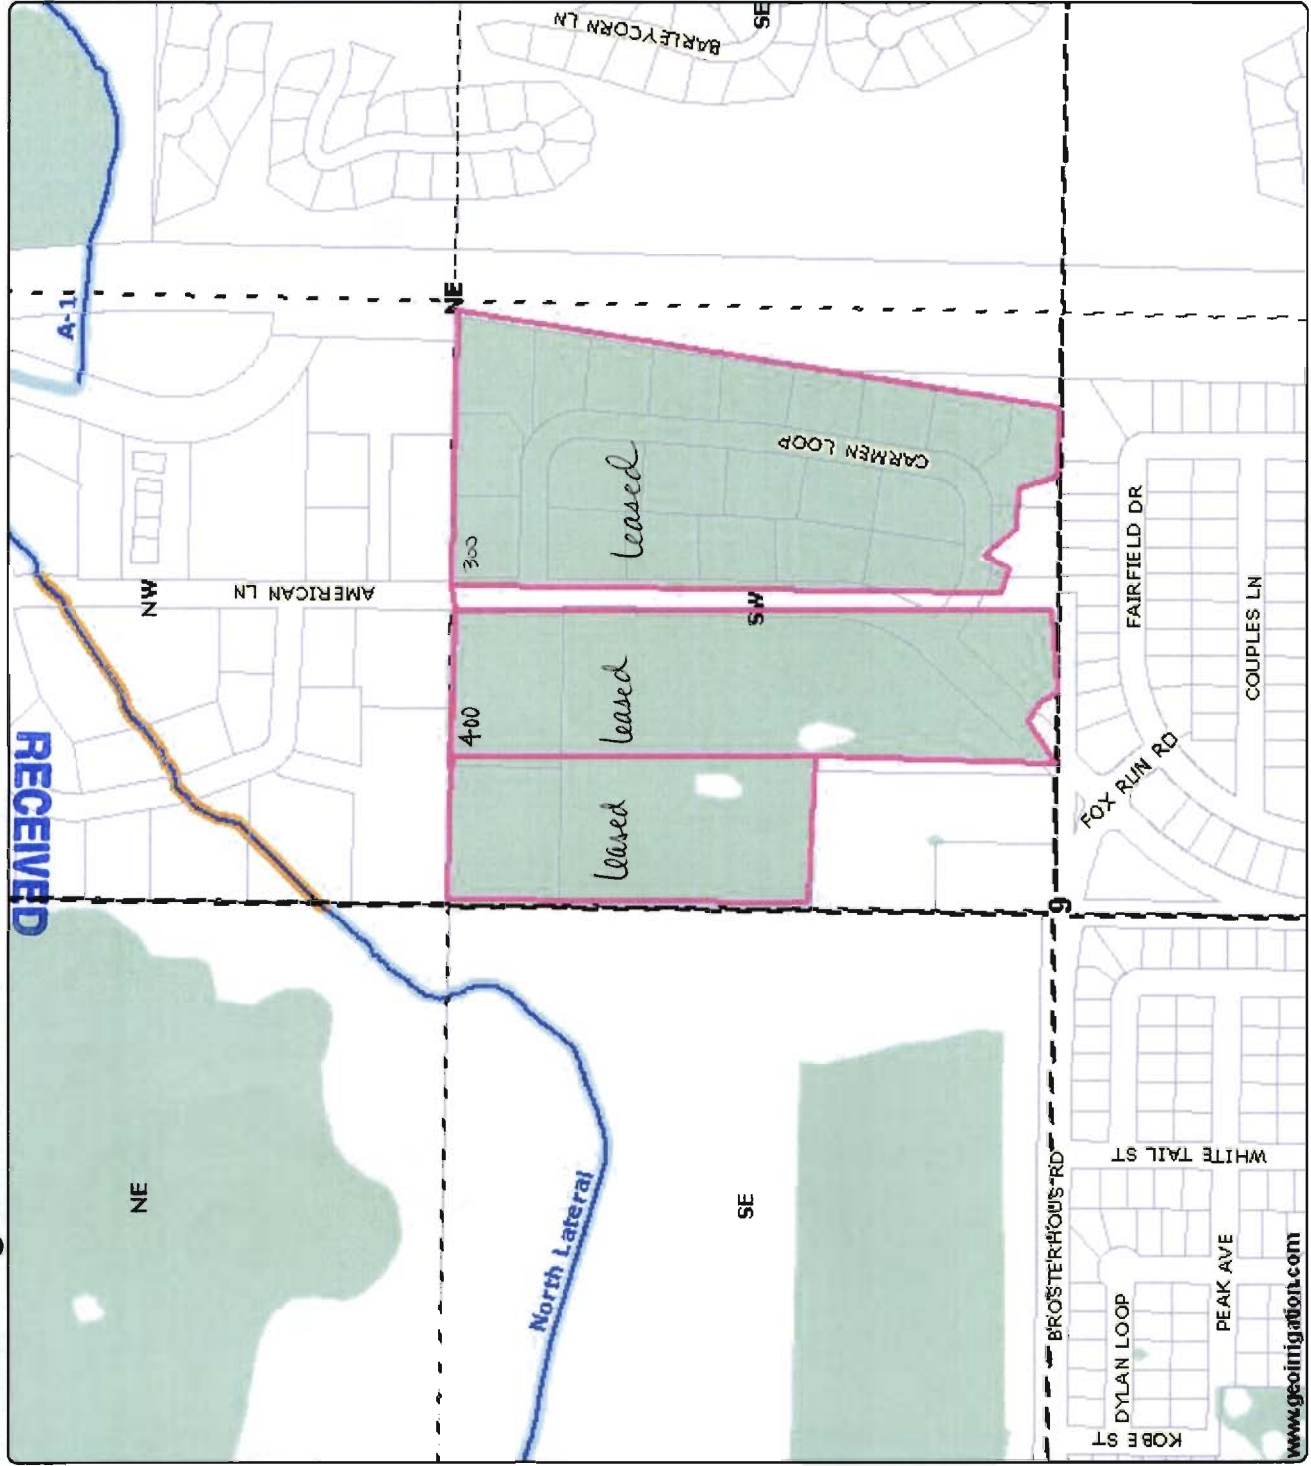 BARLEYCORN LN
SE
A-1
NE
CARMEN LOOP
300
Leased
NW
AMERICAN LN
SW
FAIRFIELD DR
COUPLES LN
400
Leased
FOX RUN RD
RECEIVED
Leased
9
NE
North Lateral
SE
BROSTERHOUS RD
WHITE TAIL ST
PEAK AVE
DYLAN LOOP
KOBE ST
www.geoirrigation.com